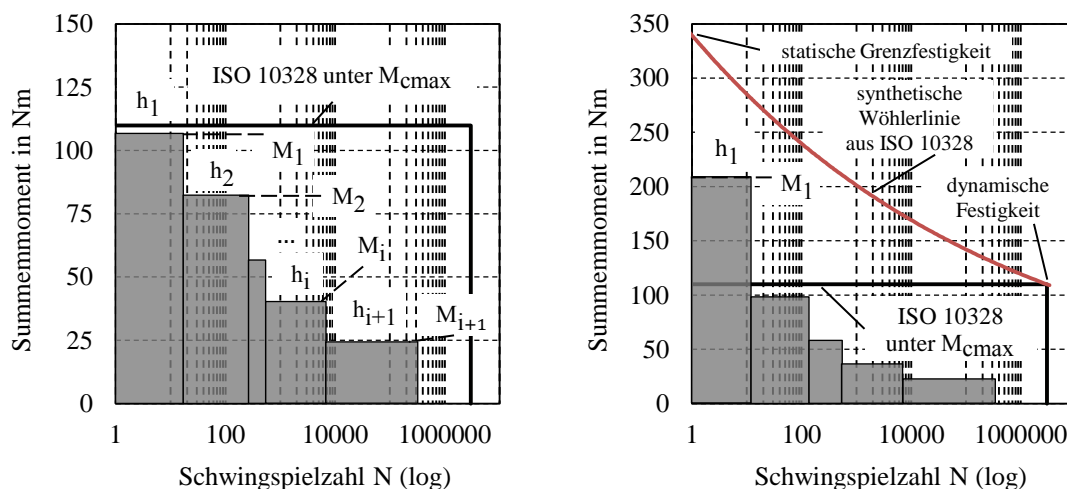 150
125
100
75
50
25
0
Summenmoment in Nm
ISO 10328 unter Mcmax
h1
M1
h2
M2
...
Mi
hi
hi+1
Mi+1
1
100
10000
1000000
Schwingspielzahl N (log)
350
300
250
200
150
100
50
0
Summenmoment in Nm
statische Grenzfestigkeit
synthetische
Wöhlerlinie
aus ISO 10328
h1
M1
dynamische
Festigkeit
ISO 10328
unter Mcmax
1
100
10000
1000000
Schwingspielzahl N (log)